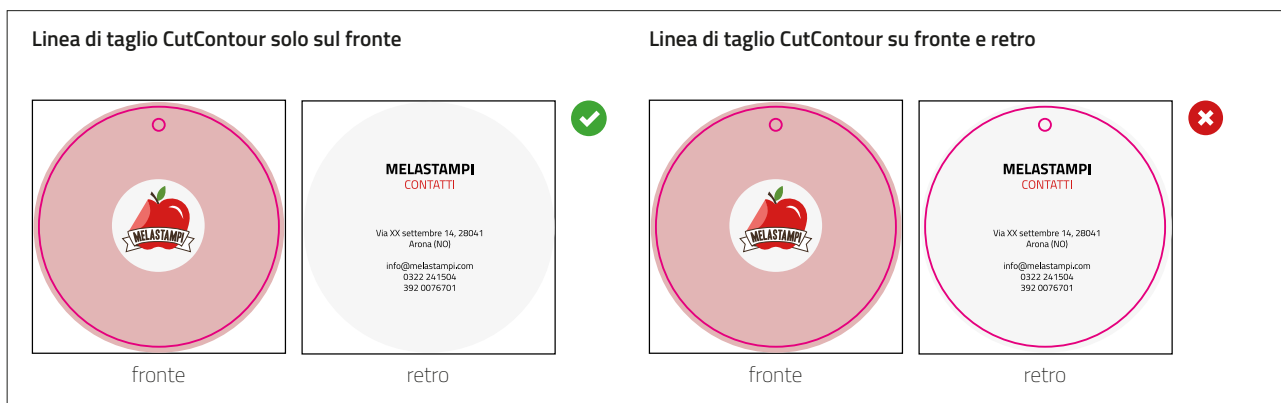 Linea di taglio CutContour solo sul fronte
MELASTAMPI
fronte
MELASTAMPI
CONTATTI
Via XX settembre 14, 28041
Arona (NO)
info@melastampi.com
0322 241504
392 0076701
retro
Linea di taglio CutContour su fronte e retro
MELASTAMPI
fronte
MELASTAMPI
CONTATTI
Via XX settembre 14, 28041
Arona (NO)
info@melastampi.com
0322 241504
392 0076701
retro